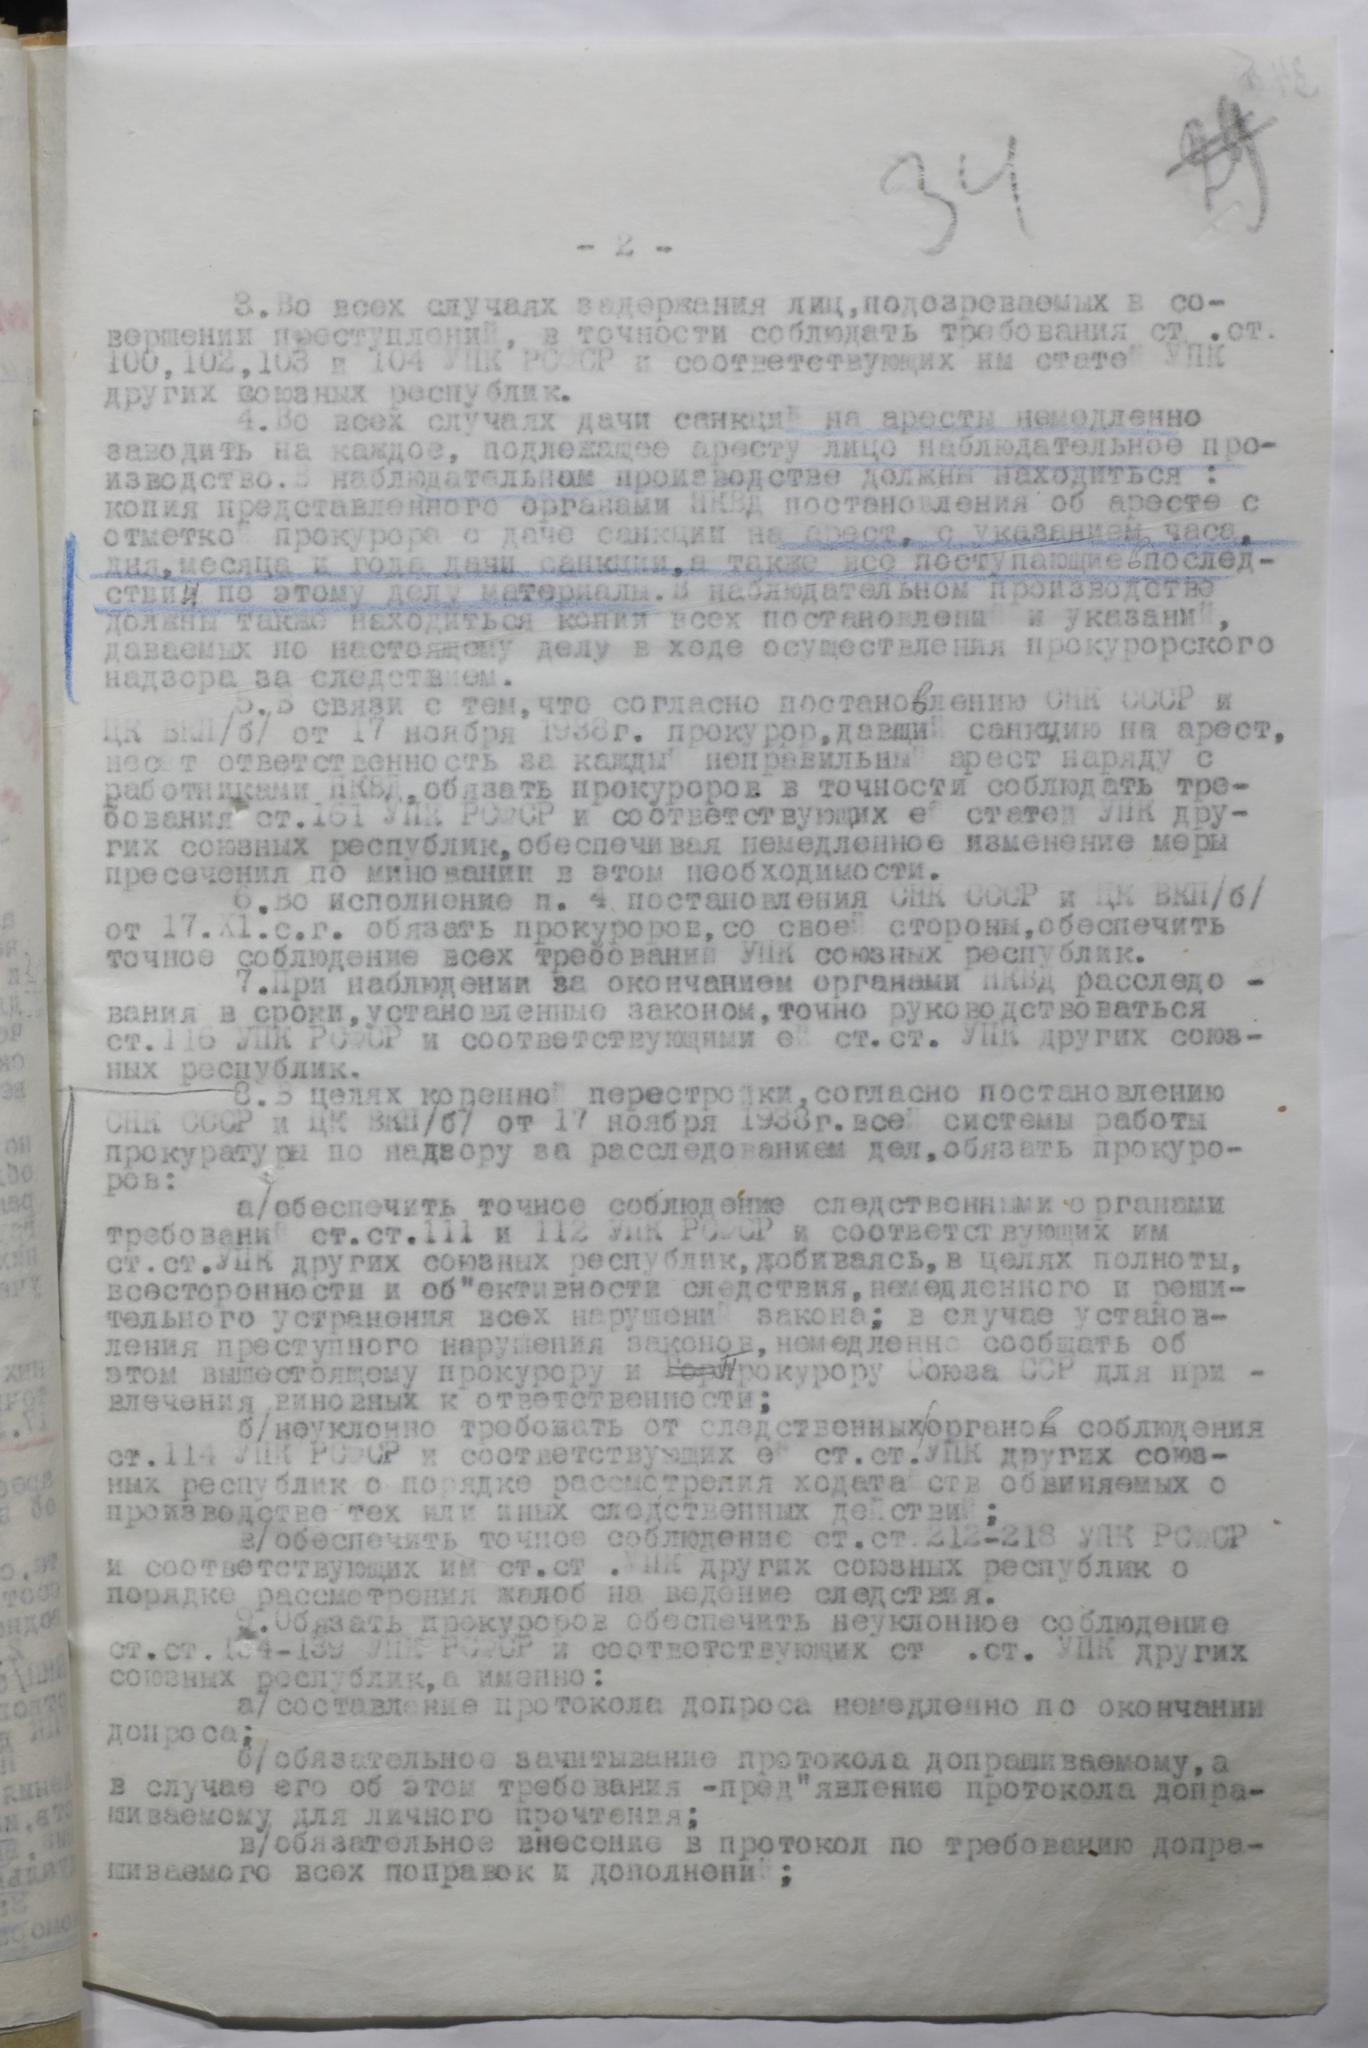 34
- 2 -
3.Во всех случаях задержания лиц,подозреваемых в со-
вершении преступлений, в точности соблюдать требования ст .ст.
100,102,103 и 104 УПК РСФСР и соответствующих им статей УПК
других союзных республик.
4.Во всех случаях дачи санкций на аресты немедленно
заводить на каждое, подлежащее аресту лицо наблюдательное про-
изводство.В наблюдательном производстве должны находиться :
копия представленного органами НКВД постановления об аресте с
отметкой прокурора о даче санкции на арест, с указанием часа,
дня,месяца и года дачи санкции,а также все поступающие в послед-
ствии по этому делу материалы.В наблюдательном производстве
должны также находиться копии всех постановлений и указаний,
даваемых по настоящему делу в ходе осуществления прокурорского
надзора за следствием.
5.В связи с тем,что согласно постановлению СНК СССР и
ЦК ВКП/б/ от 17 ноября 1938г. прокурор,давший санкцию на арест,
несет ответственность за каждый неправильный арест наряду с
работниками НКВД,обязать прокуроров в точности соблюдать тре-
бования ст.161 УПК РСФСР и соответствующих ей статей УПК дру-
гих союзных республик,обеспечивая немедленное изменение меры
пресечения по миновании в этом необходимости.
6.Во исполнение п. 4 постановления СНК СССР и ЦК ВКП/б/
от 17.XI.с.г. обязать прокуроров,со своей стороны,обеспечить
точное соблюдение всех требований УПК союзных республик.
7.При наблюдении за окончанием органами НКВД расследо -
вания в сроки,установленные законом,точно руководствоваться
ст.116 УПК РСФСР и соответствующими ей ст.ст. УПК других союз-
ных республик.
8.В целях коренной перестройки,согласно постановлению
СНК СССР и ЦК ВКП/б/ от 17 ноября 1938г.всей системы работы
прокуратуры по надзору за расследованием дел,обязать прокуро-
ров:
а/обеспечить точное соблюдение следственными органами
требований ст.ст.111 и 112 УПК РСФСР и соответствующих им
ст.ст.УПК других союзных республик,добиваясь,в целях полноты,
всесторонности и об"ективности следствия,немедленного и реши-
тельного устранения всех нарушений закона; в случае установ-
ления преступного нарушения законов,немедленно сообщать об
этом вышестоящему прокурору и Прокурору Союза ССР для при -
влечения виновных к ответственности;
б/неуклонно требовать от следственных органов соблюдения
ст.114 УПК РСФСР и соответствующих ей ст.ст.УПК других союз-
ных республик о порядке рассмотрения ходатайств обвиняемых о
производстве тех или иных следственных действий;
в/обеспечить точное соблюдение ст.ст.212-218 УПК РСФСР
и соответствующих им ст.ст .УПК других союзных республик о
порядке рассмотрения жалоб на ведение следствия.
9.Обязать прокуроров обеспечить неуклонное соблюдение
ст.ст.134-139 УПК РСФСР и соответствующих ст .ст. УПК других
союзных республик,а именно:
а/составление протокола допроса немедленно по окончании
допроса;
б/обязательное зачитывание протокола допрашиваемому,а
в случае его об этом требования -пред"явление протокола допра-
шиваемому для личного прочтения;
в/обязательное внесение в протокол по требованию допра-
шиваемого всех поправок и дополнений;